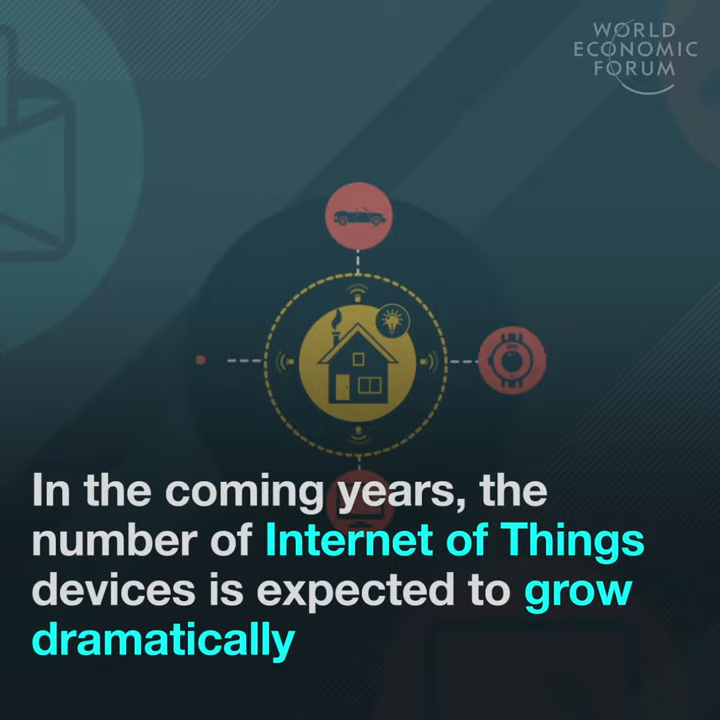 WORLD
ECONOMIC
FORUM
In the coming years, the
number of Internet of Things
devices is expected to grow
dramatically